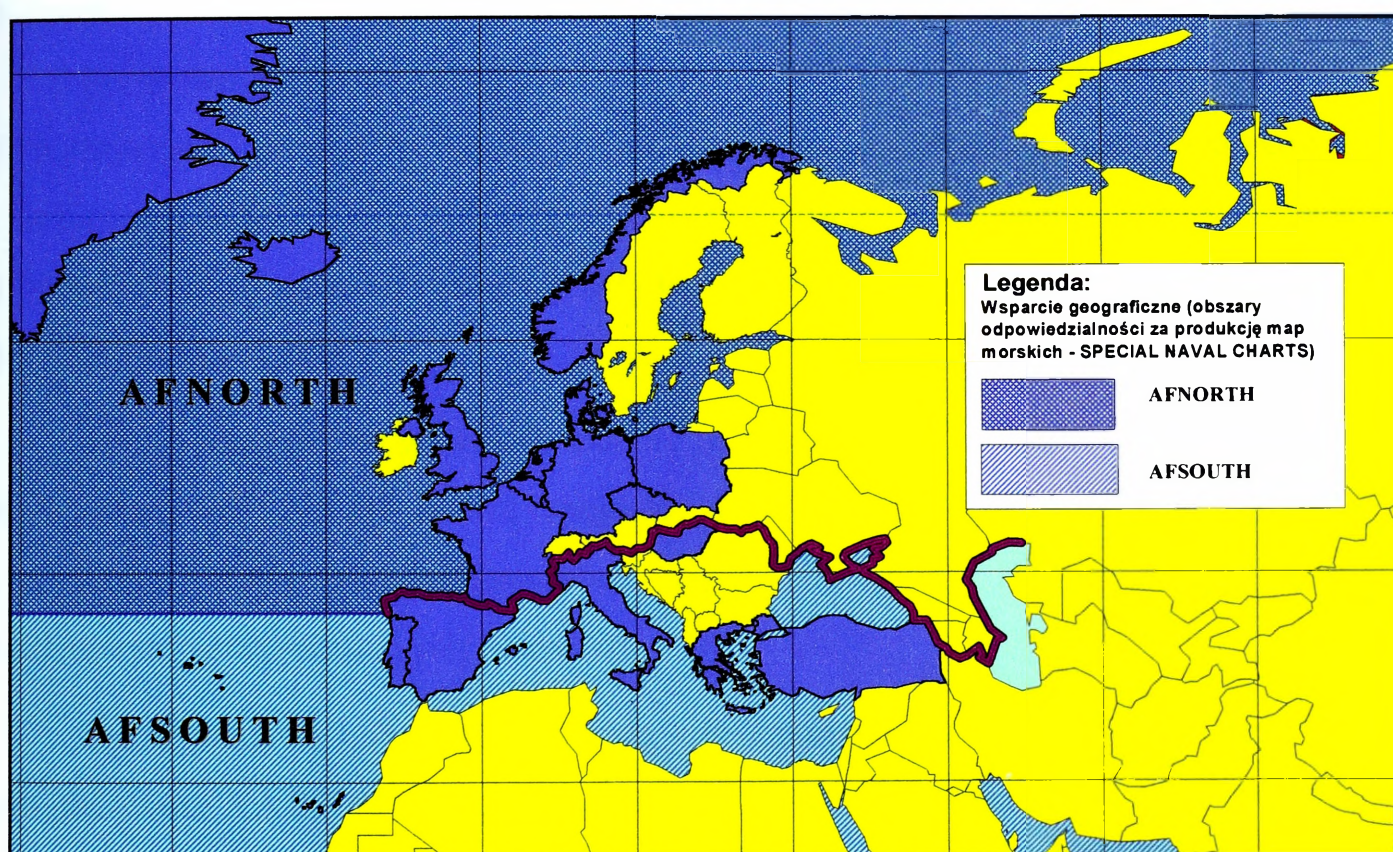 Legenda:
Wsparcie geograficzne (obszary
odpowiedzialności za produkcję map
morskich - SPECIAL NAVAL CHARTS)
AFNORTH
AFSOUTH
AFNORTH
AFSOUTH